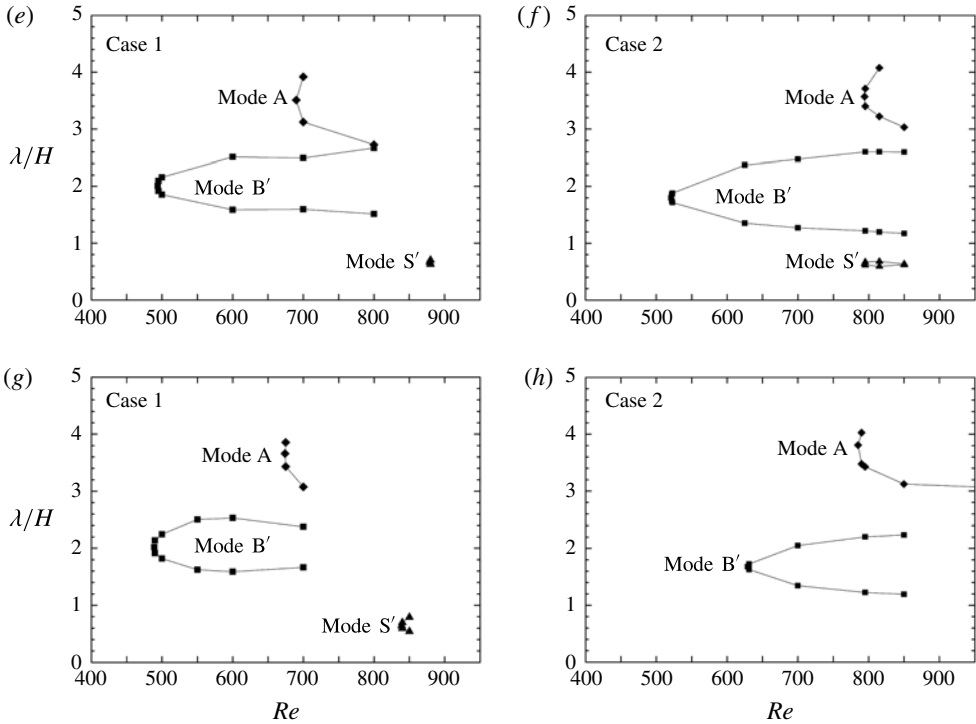 (e)
5
4
3
2
1
0
λ/H
Case 1
Mode A
Mode B′
Mode S′
400 500 600 700 800 900
(f)
5
4
3
2
1
0
Case 2
Mode A
Mode B′
Mode S′
400 500 600 700 800 900
(g)
5
4
3
2
1
0
λ/H
Case 1
Mode A
Mode B′
Mode S′
400 500 600 700 800 900
Re
(h)
5
4
3
2
1
0
Case 2
Mode A
Mode B′
400 500 600 700 800 900
Re